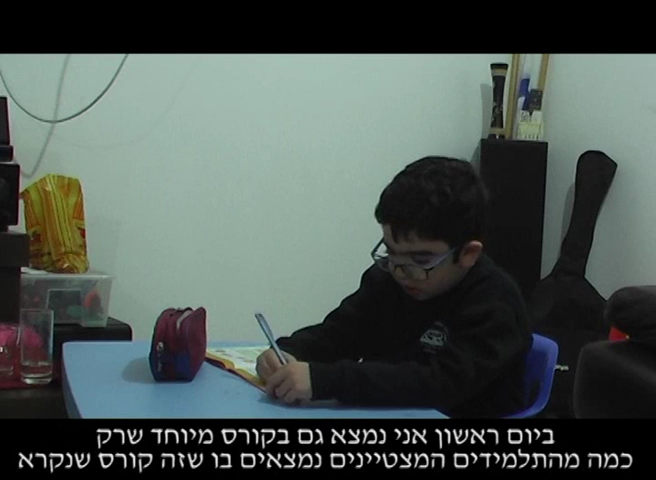 ביום ראשון אני נמצא גם בקורס מיוחד שרק
כמה מהתלמידים המצטיינים נמצאים בו שזה קורס שנקרא